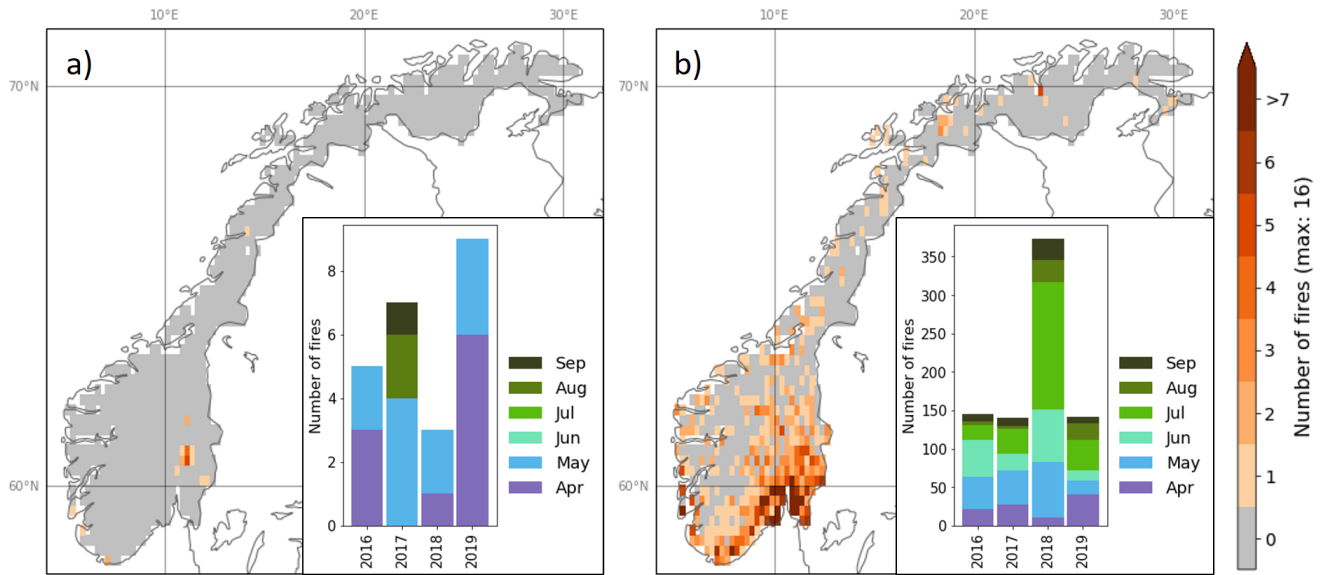 10°E 20°E 30°E
70°N
60°N
a)
Number of fires
8
6
4
2
0
2016 2017 2018 2019
Sep
Aug
Jul
Jun
May
Apr
10°E 20°E 30°E
70°N
60°N
b)
Number of fires
350
300
250
200
150
100
50
0
2016 2017 2018 2019
Sep
Aug
Jul
Jun
May
Apr
>7
6
5
4
3
2
1
0
Number of fires (max: 16)